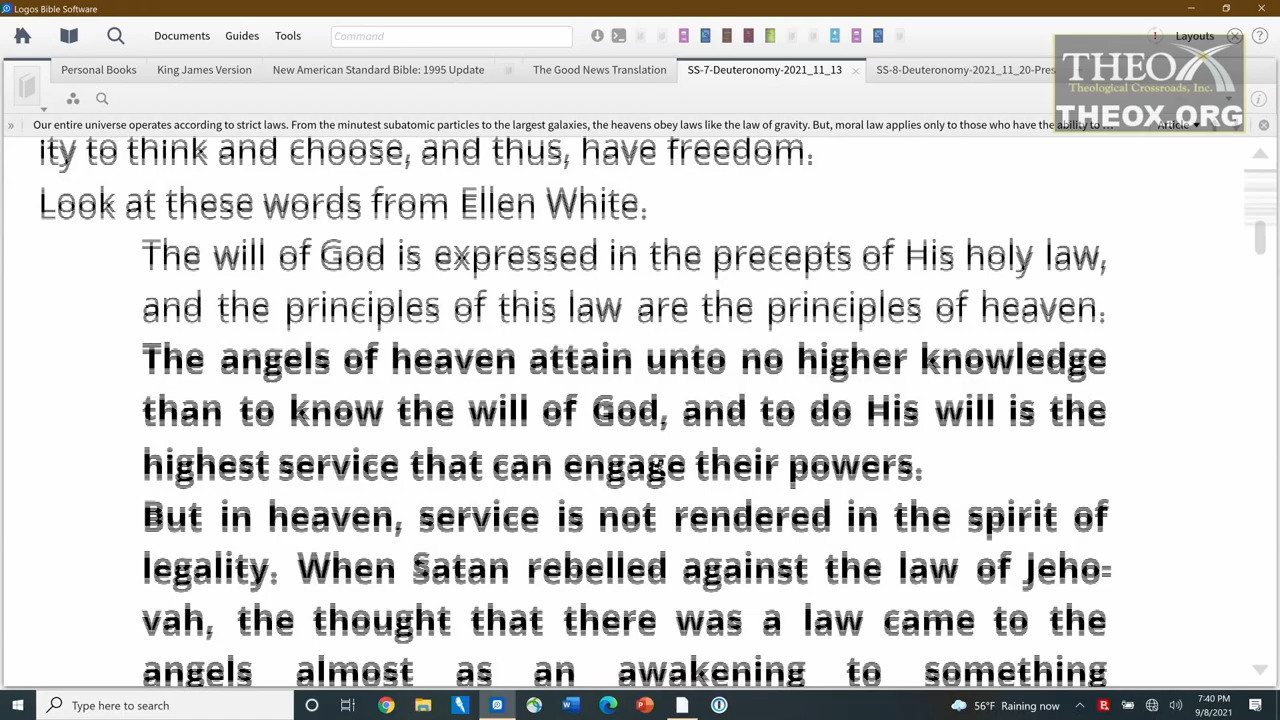 Logos Bible Software
Documents Guides Tools Command Layouts
Personal Books King James Version New American Standard Bible: 1995 Update The Good News Translation SS-7-Deuteronomy-2021_11_13 SS-8-Deuteronomy-2021_11_20-Pres
THEOX
Theological Crossroads, Inc.
THEOX.ORG
» Our entire universe operates according to strict laws. From the minutest subatomic particles to the largest galaxies, the heavens obey laws like the law of gravity. But, moral law applies only to those who have the ability to ... Article
ity to think and choose, and thus, have freedom.
Look at these words from Ellen White.
The will of God is expressed in the precepts of His holy law,
and the principles of this law are the principles of heaven.
The angels of heaven attain unto no higher knowledge
than to know the will of God, and to do His will is the
highest service that can engage their powers.
But in heaven, service is not rendered in the spirit of
legality. When Satan rebelled against the law of Jeho-
vah, the thought that there was a law came to the
angels almost as an awakening to something
Type here to search
56°F Raining now
7:40 PM
9/8/2021